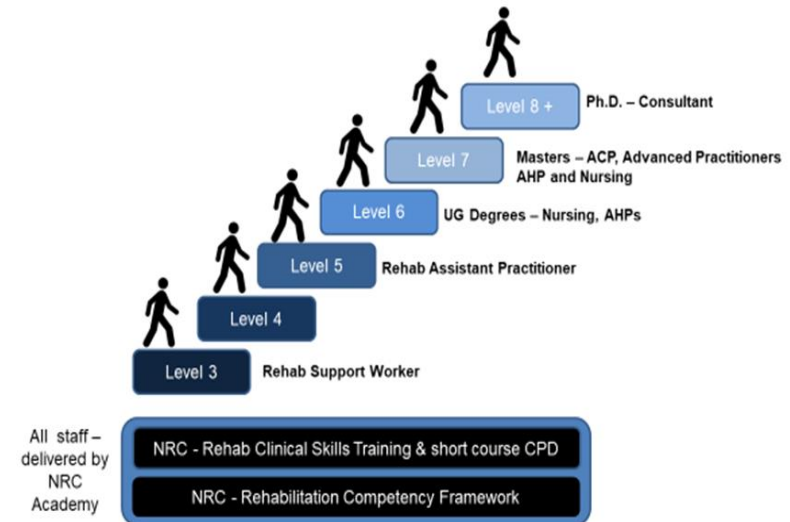 Level 8 +
Ph.D. – Consultant
Level 7
Masters – ACP, Advanced Practitioners
AHP and Nursing
Level 6
UG Degrees – Nursing, AHPs
Level 5
Rehab Assistant Practitioner
Level 4
Level 3
Rehab Support Worker
All staff –
delivered by
NRC
Academy
NRC - Rehab Clinical Skills Training & short course CPD
NRC - Rehabilitation Competency Framework